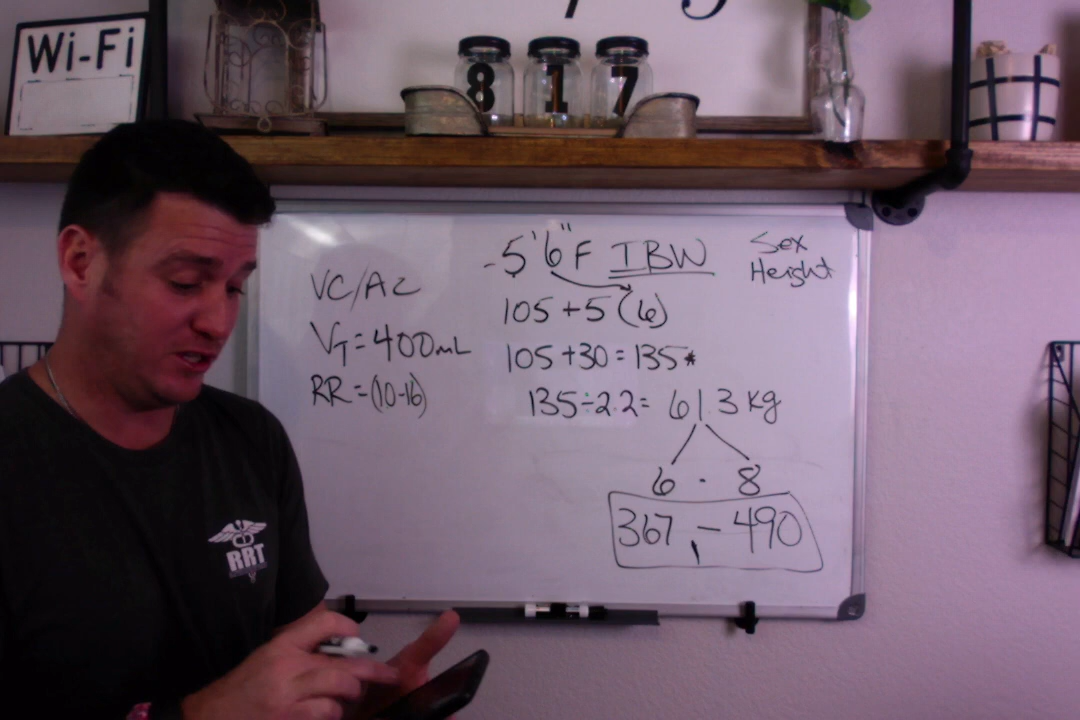 Wi-Fi
8 1 7
-5'6"F IBW
Sex
Height
VC/AC
105+5(6)
VT=400mL
105+30=135*
RR=(10-16)
135÷2.2= 61.3 kg
6 - 8
367 - 490
RRT